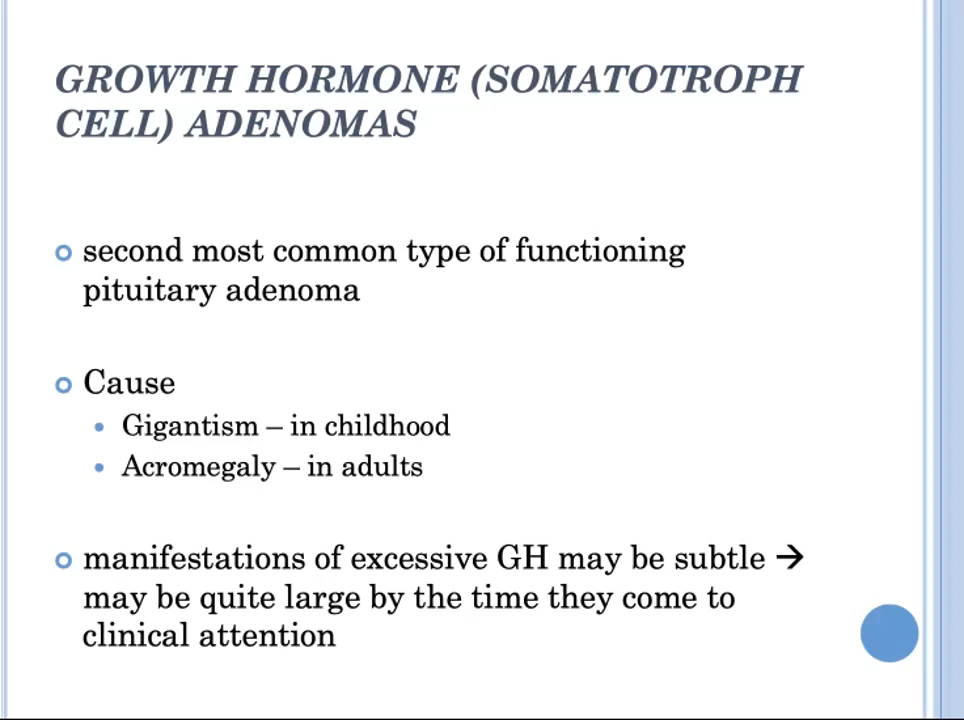 GROWTH HORMONE (SOMATOTROPH
CELL) ADENOMAS
second most common type of functioning
pituitary adenoma
Cause
Gigantism – in childhood
Acromegaly – in adults
manifestations of excessive GH may be subtle →
may be quite large by the time they come to
clinical attention